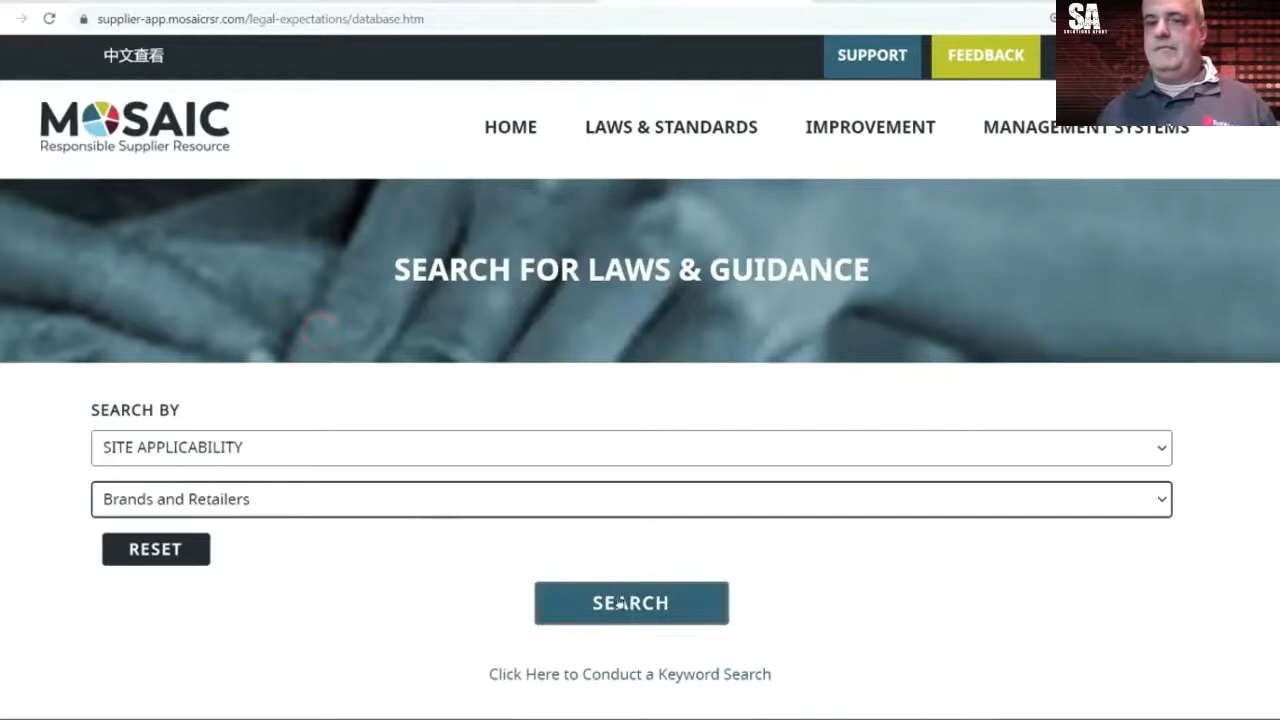 supplier-app.mosaicrsr.com/legal-expectations/database.htm
中文查看
SUPPORT
FEEDBACK
SA
SOLUTIONS APORT
MOSAIC
Responsible Supplier Resource
HOME
LAWS & STANDARDS
IMPROVEMENT
MANAGEMENT SYSTEMS
SEARCH FOR LAWS & GUIDANCE
SEARCH BY
SITE APPLICABILITY
Brands and Retailers
RESET
SEARCH
Click Here to Conduct a Keyword Search